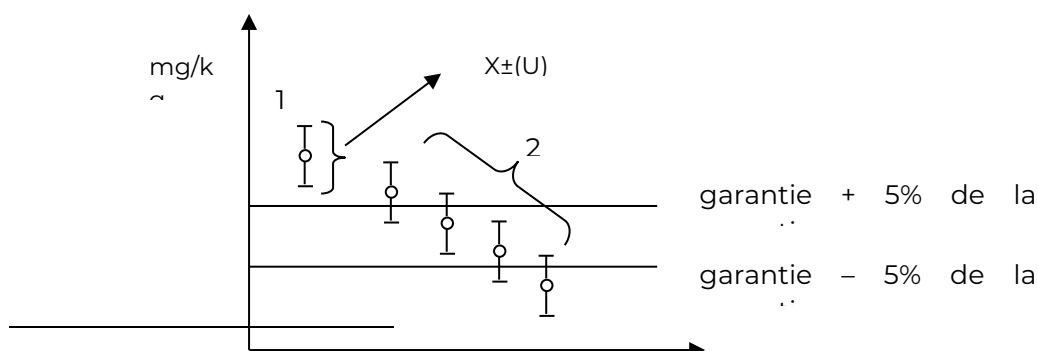 mg/k
X±(U)
1
2
garantie + 5% de la
garantie – 5% de la